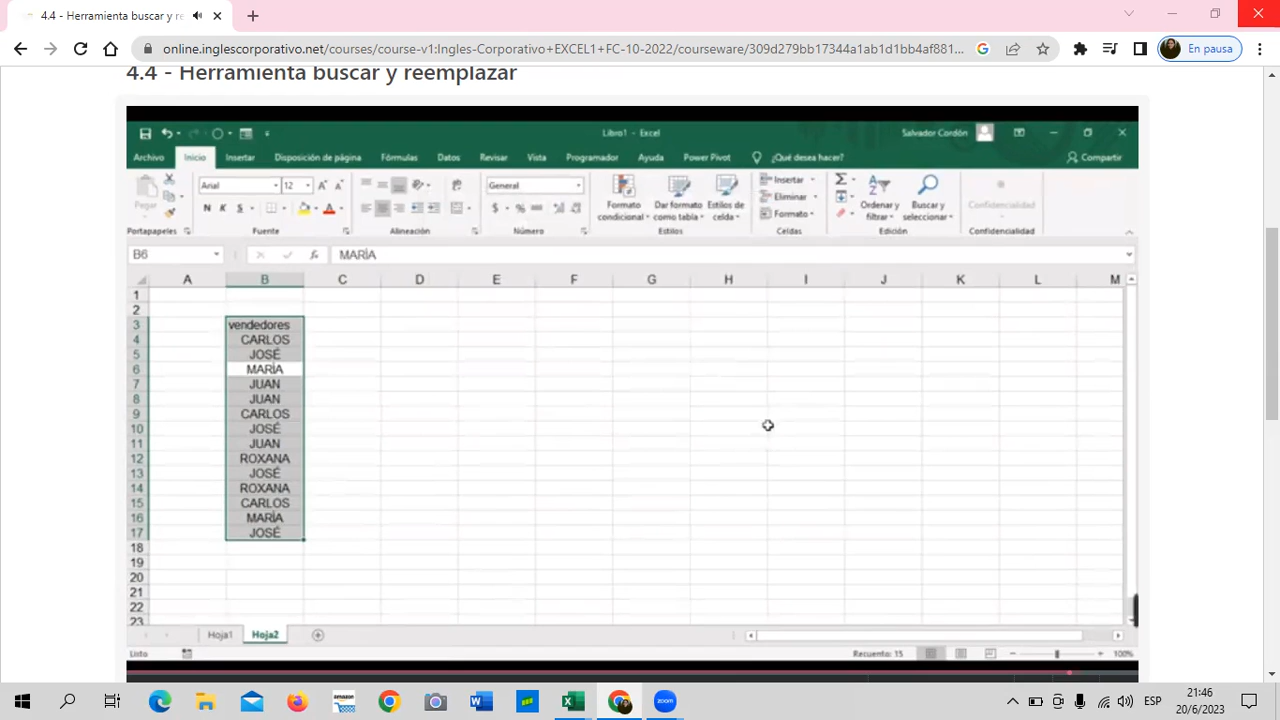 4.4 - Herramienta buscar y re
online.inglescorporativo.net/courses/course-v1:Ingles-Corporativo+EXCEL1+FC-10-2022/courseware/309d279bb17344a1ab1d1bb4af881...
En pausa
4.4 - Herramienta buscar y reemplazar
Libro1 - Excel
Salvador Cordón
Archivo Inicio Insertar Disposición de página Fórmulas Datos Revisar Vista Programador Ayuda Power Pivot ¿Qué desea hacer? Compartir
Pegar
Arial 12
N K S
General
$ % 000
Formato condicional
Dar formato como tabla
Estilos de celda
Insertar
Eliminar
Formato
Ordenar y filtrar
Buscar y seleccionar
Confidencialidad
Portapapeles Fuente Alineación Número Estilos Celdas Edición Confidencialidad
B6 fx MARÍA
A B C D E F G H I J K L M
1
2
3 vendedores
4 CARLOS
5 JOSÉ
6 MARÍA
7 JUAN
8 JUAN
9 CARLOS
10 JOSÉ
11 JUAN
12 ROXANA
13 JOSÉ
14 ROXANA
15 CARLOS
16 MARÍA
17 JOSÉ
18
19
20
21
22
23
Hoja1 Hoja2
Listo Recuento: 15 100%
amazon
zoom
ESP
21:46
20/6/2023